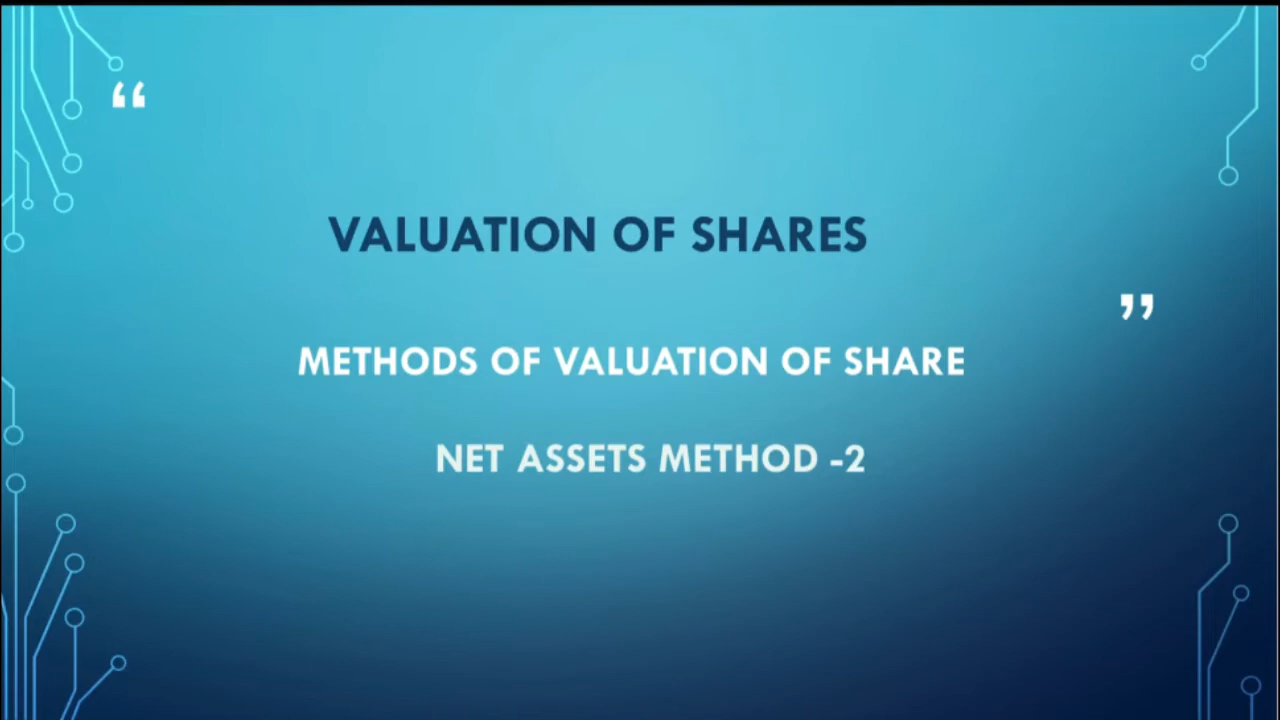 “
VALUATION OF SHARES
”
METHODS OF VALUATION OF SHARE
NET ASSETS METHOD -2